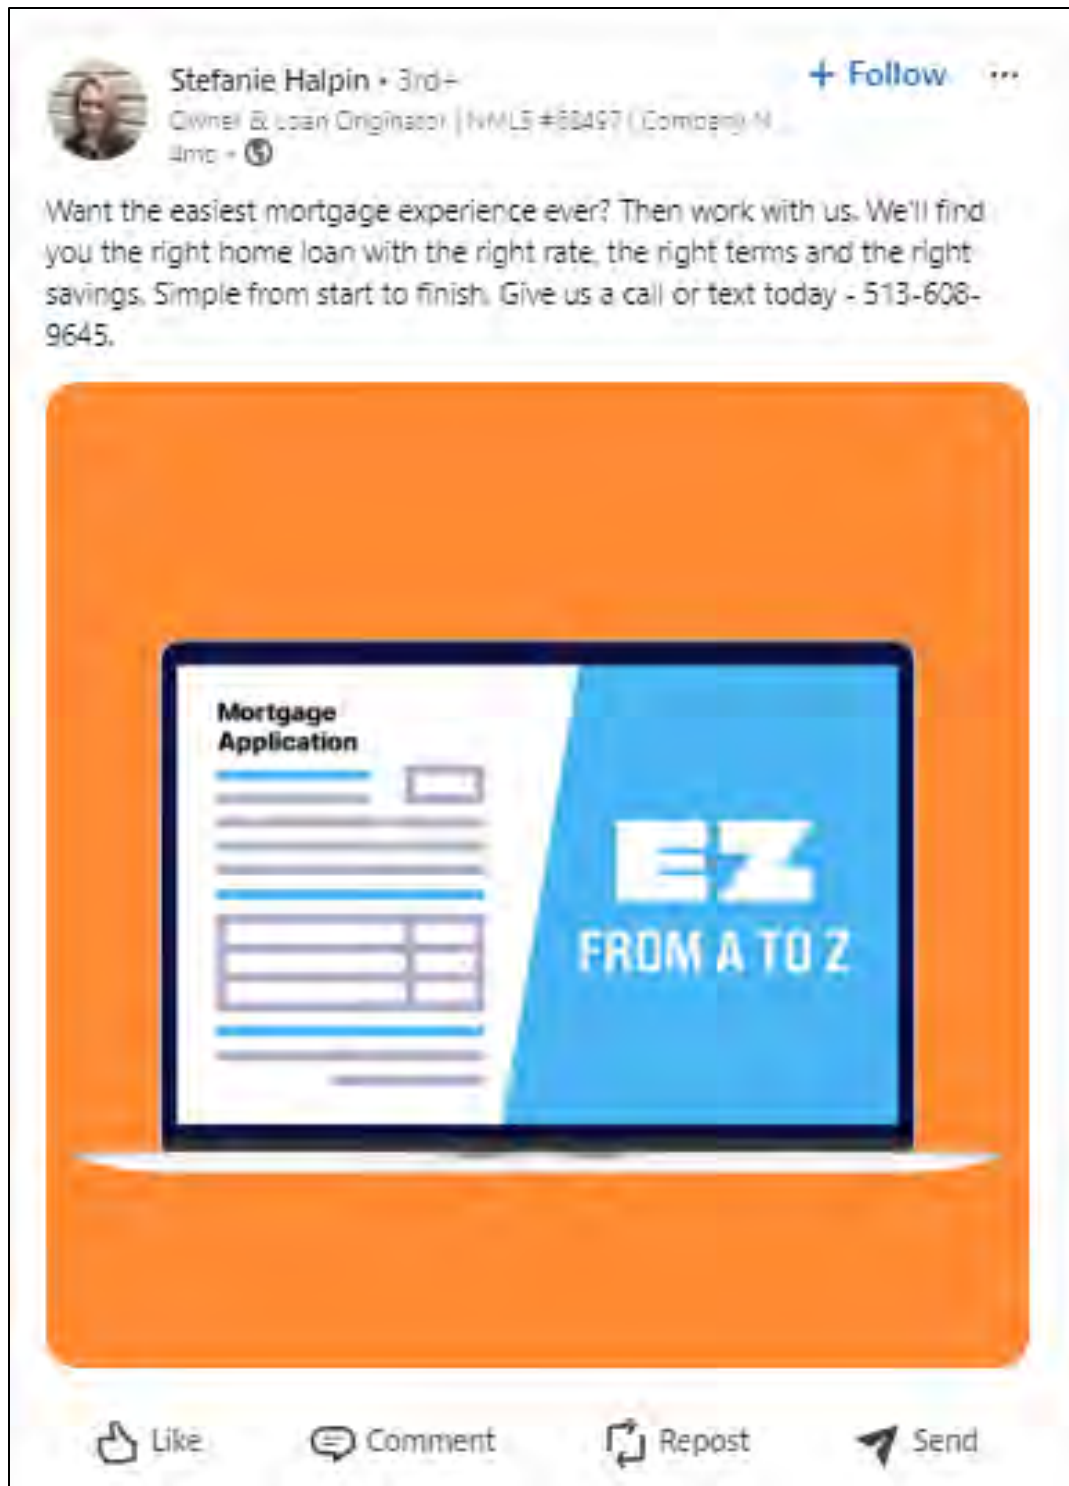 Stefanie Halpin • 3rd+
+ Follow ...
Owner & Loan Originator | NMLS #68497 | Company N...
4mo •
Want the easiest mortgage experience ever? Then work with us. We'll find
you the right home loan with the right rate, the right terms and the right
savings. Simple from start to finish. Give us a call or text today - 513-608-
9645.
Mortgage
Application
EZ
FROM A TO Z
Like Comment Repost Send